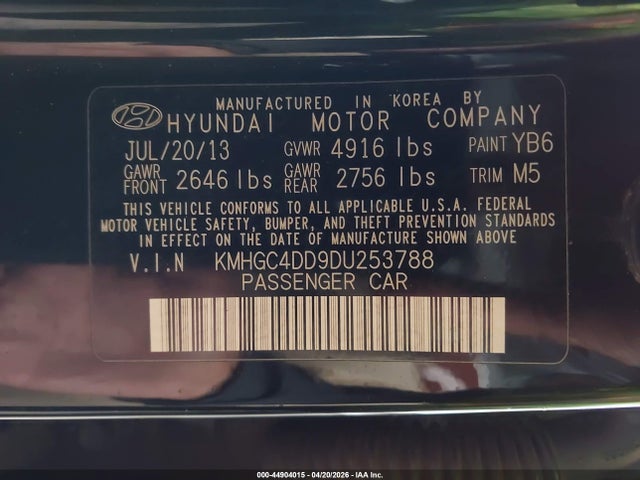 MANUFACTURED IN KOREA BY
HYUNDAI MOTOR COMPANY
JUL/20/13 GVWR 4916 lbs PAINT YB6
GAWR FRONT 2646 lbs GAWR REAR 2756 lbs TRIM M5
THIS VEHICLE CONFORMS TO ALL APPLICABLE U.S.A. FEDERAL
MOTOR VEHICLE SAFETY, BUMPER, AND THEFT PREVENTION STANDARDS
IN EFFECT ON THE DATE OF MANUFACTURE SHOWN ABOVE
V.I.N KMHGC4DD9DU253788
PASSENGER CAR
000-44904015 - 04/20/2026 - IAA Inc.